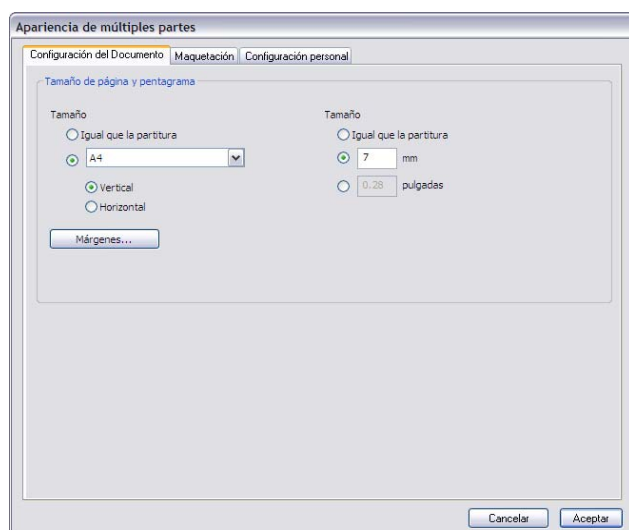 Apariencia de múltiples partes
Configuración del Documento Maquetación Configuración personal
Tamaño de página y pentagrama
Tamaño Tamaño
Igual que la partitura Igual que la partitura
A4 7 mm
Vertical 0.28 pulgadas
Horizontal
Márgenes...
Cancelar Aceptar